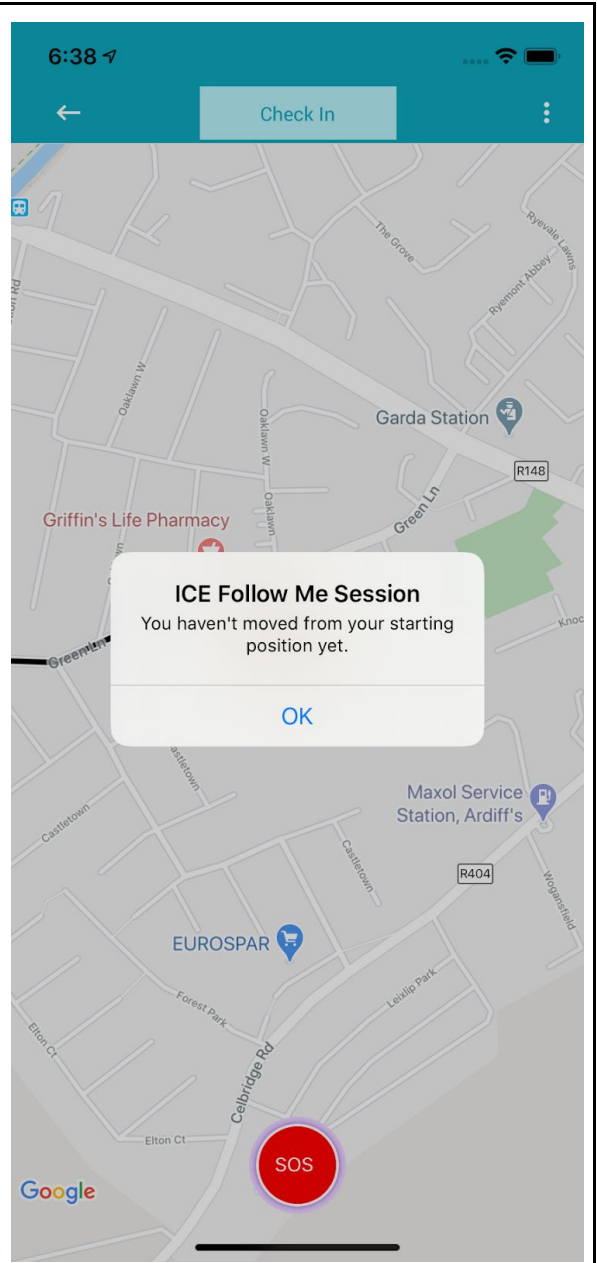 6:38
Check In
The Grove
Ryevale Lawns
Ryemont Abbey
Oaklawn W
Oaklawn W
Garda Station
R148
Oaklawn
Green Ln
Griffin's Life Pharmacy
ICE Follow Me Session
You haven't moved from your starting
position yet.
OK
Green Ln
Castletown
Maxol Service
Station, Ardiff's
Castletown
Castletown
R404
Wogansfield
EUROSPAR
Leixlip Park
Forest Park
Elton Ct
Celbridge Rd
Elton Ct
SOS
Google